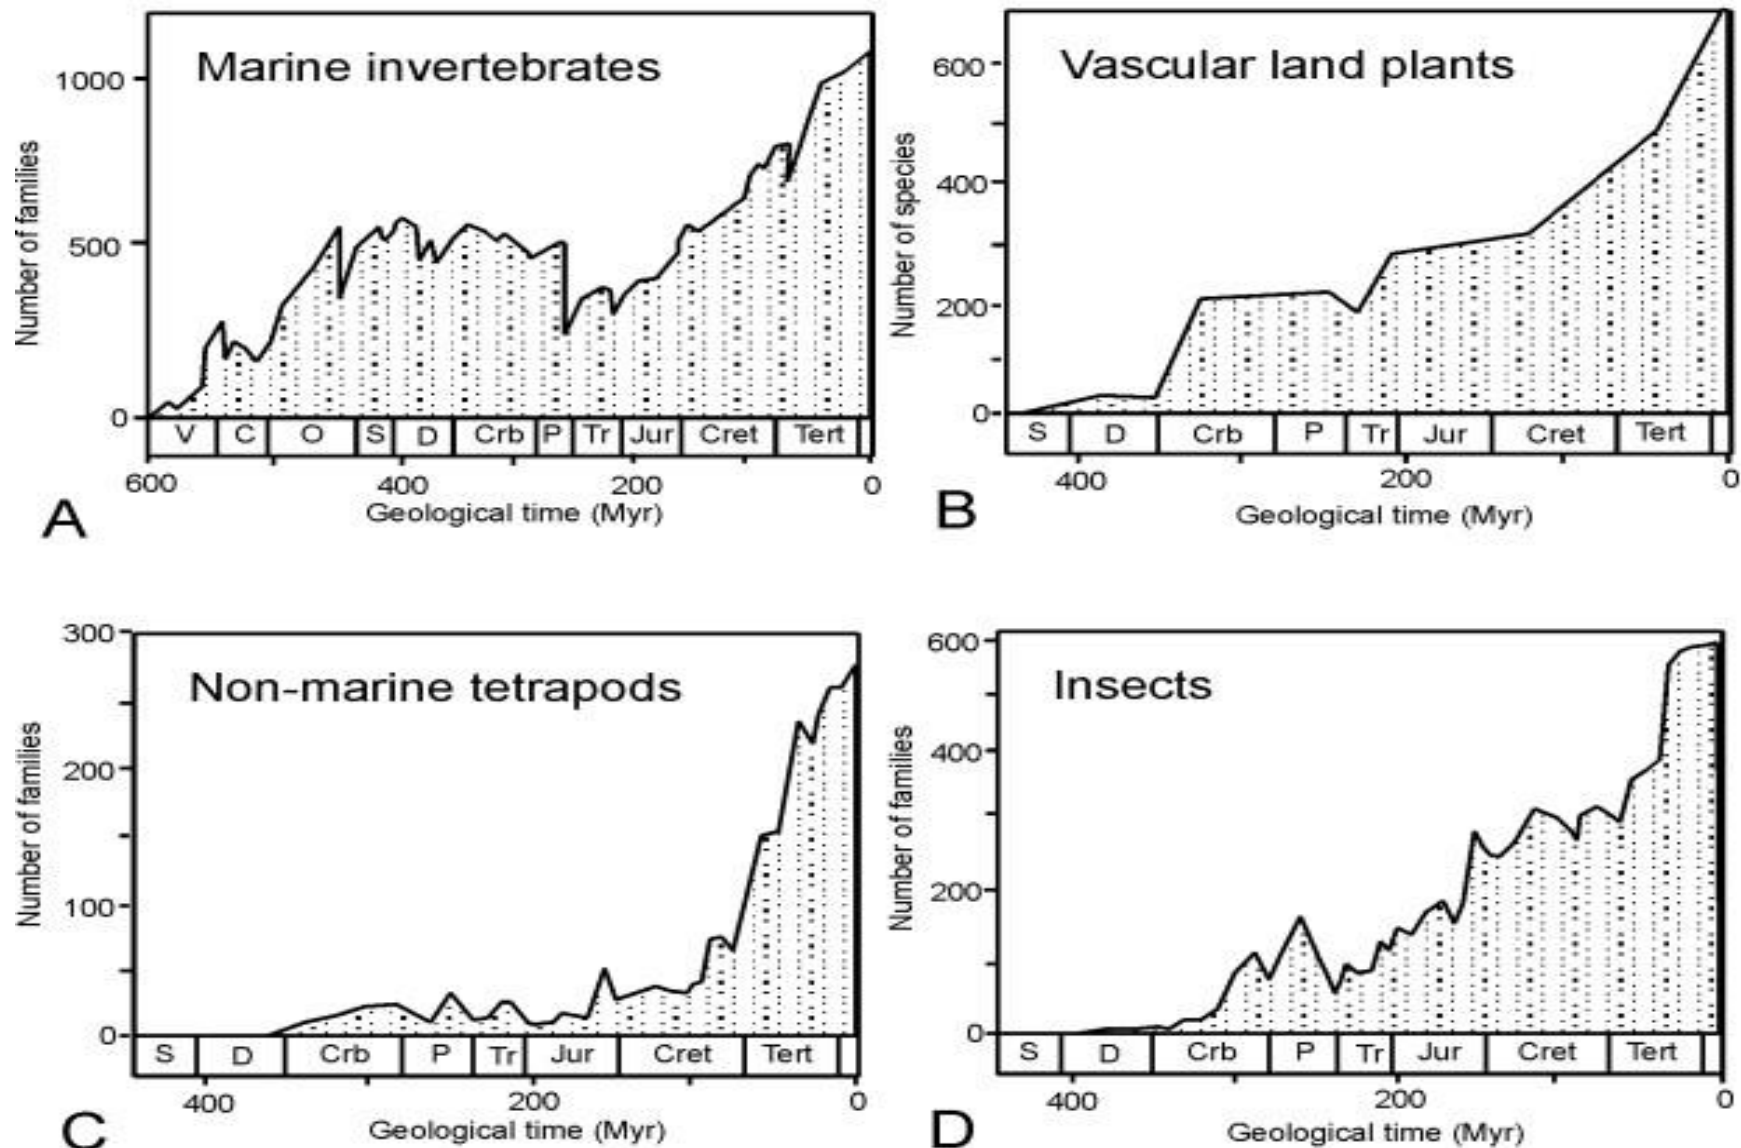 Marine invertebrates
Number of families
1000
500
0
V C O S D Crb P Tr Jur Cret Tert
600 400 200 0
Geological time (Myr)
A
Vascular land plants
Number of species
600
400
200
0
S D Crb P Tr Jur Cret Tert
400 200 0
Geological time (Myr)
B
Non-marine tetrapods
Number of families
300
200
100
0
S D Crb P Tr Jur Cret Tert
400 200 0
Geological time (Myr)
C
Insects
Number of families
600
400
200
0
S D Crb P Tr Jur Cret Tert
400 200 0
Geological time (Myr)
D